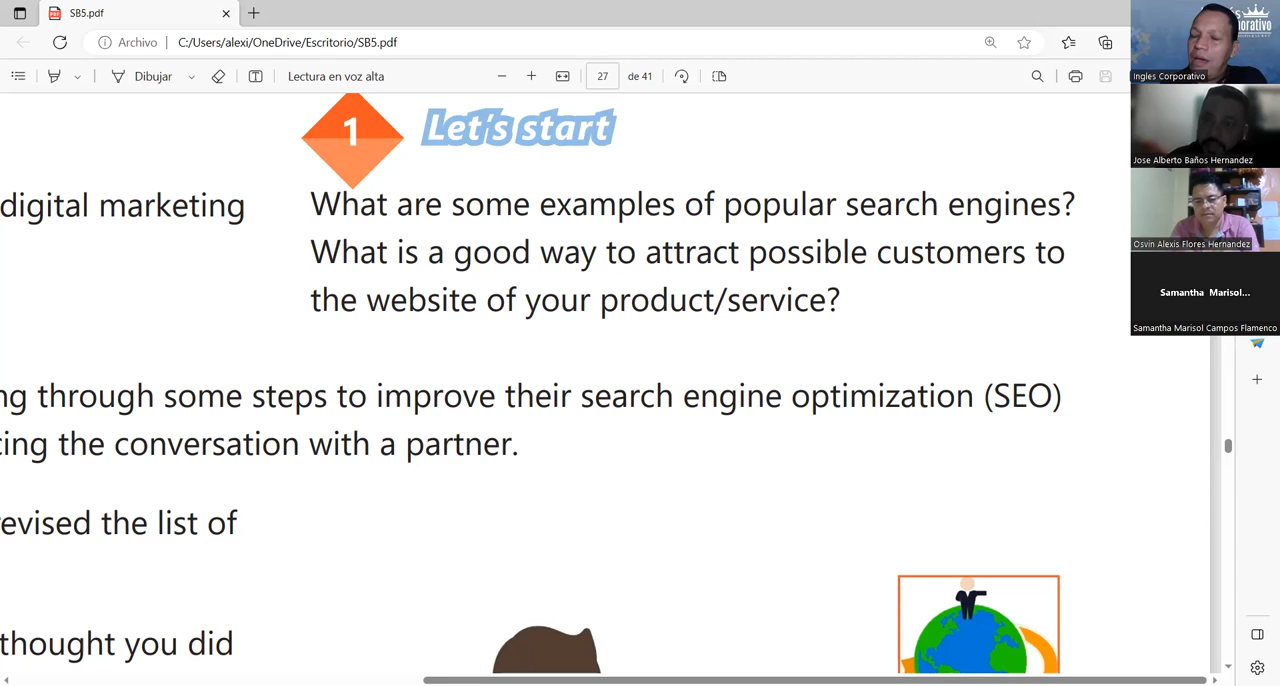 SB5.pdf
Archivo
C:/Users/alexi/OneDrive/Escritorio/SB5.pdf
Dibujar
Lectura en voz alta
27
de 41
1
Let's start
digital marketing
What are some examples of popular search engines?
What is a good way to attract possible customers to
the website of your product/service?
ng through some steps to improve their search engine optimization (SEO)
cing the conversation with a partner.
evised the list of
thought you did
Ingles Corporativo
Jose Alberto Baños Hernandez
Osvin Alexis Flores Hernandez
Samantha Marisol...
Samantha Marisol Campos Flamenco